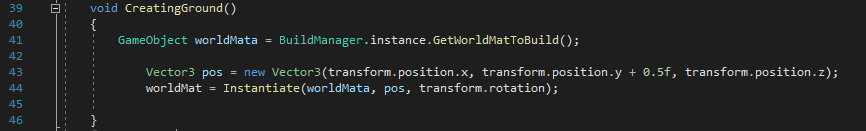 39 void CreatingGround()
40 {
41 GameObject worldMata = BuildManager.instance.GetWorldMatToBuild();
42
43 Vector3 pos = new Vector3(transform.position.x, transform.position.y + 0.5f, transform.position.z);
44 worldMat = Instantiate(worldMata, pos, transform.rotation);
45
46 }